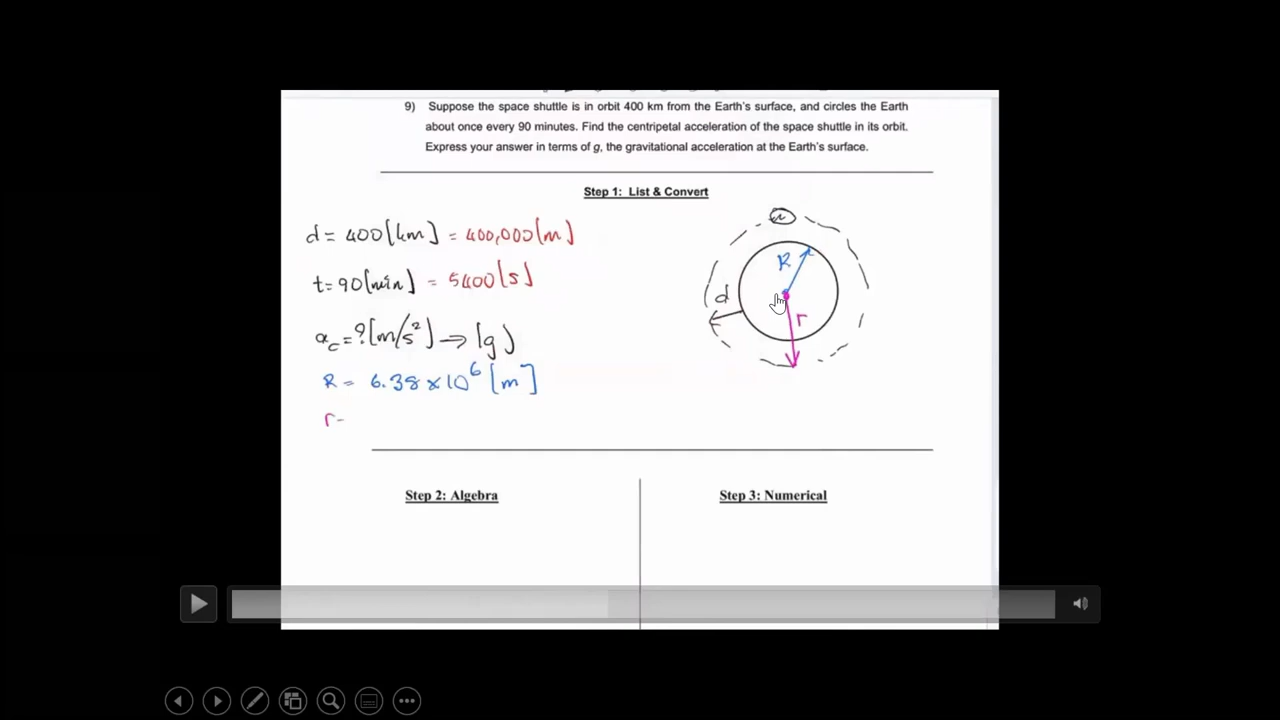 9) Suppose the space shuttle is in orbit 400 km from the Earth's surface, and circles the Earth
about once every 90 minutes. Find the centripetal acceleration of the space shuttle in its orbit.
Express your answer in terms of g, the gravitational acceleration at the Earth's surface.
Step 1: List & Convert
d = 400 [km] = 400,000 [m]
t = 90 [min] = 5400 [s]
a_c = ? [m/s²] → [g]
R = 6.38 × 10⁶ [m]
r -
R
d
r
Step 2: Algebra
Step 3: Numerical